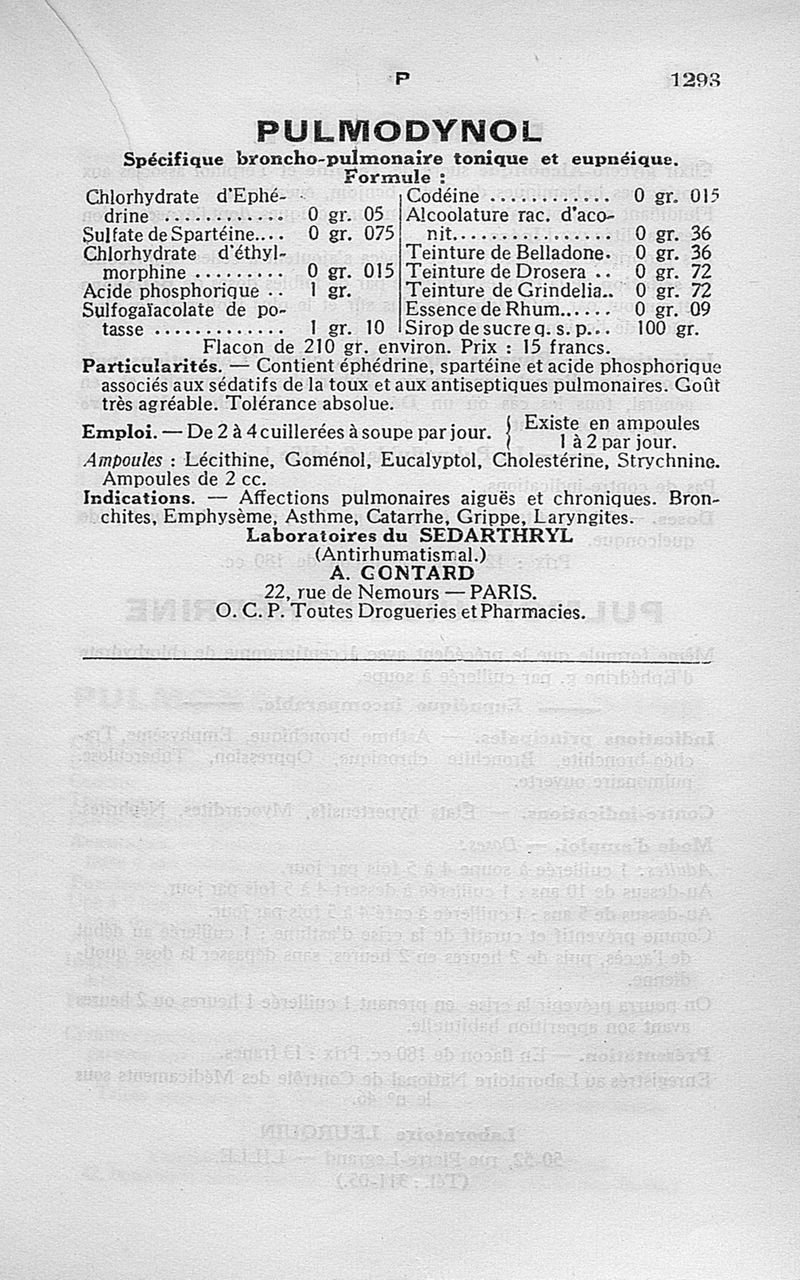 P 1293
PULMODYNOL
Spécifique broncho-pulmonaire tonique et eupnéique.
Formule :
Chlorhydrate d'Ephé-
drine ............ 0 gr. 05
Sulfate de Spartéine.... 0 gr. 075
Chlorhydrate d'éthyl-
morphine ......... 0 gr. 015
Acide phosphorique .. 1 gr.
Sulfogaïacolate de po-
tasse ............. 1 gr. 10
Codéine ............ 0 gr. 015
Alcoolature rac. d'aco-
nit................ 0 gr. 36
Teinture de Belladone. 0 gr. 36
Teinture de Drosera .. 0 gr. 72
Teinture de Grindelia.. 0 gr. 72
Essence de Rhum...... 0 gr. 09
Sirop de sucre q. s. p... 100 gr.
Flacon de 210 gr. environ. Prix : 15 francs.
Particularités. — Contient éphédrine, spartéine et acide phosphorique
associés aux sédatifs de la toux et aux antiseptiques pulmonaires. Goût
très agréable. Tolérance absolue.
Emploi. — De 2 à 4 cuillerées à soupe par jour. { Existe en ampoules
1 à 2 par jour.
Ampoules : Lécithine, Goménol, Eucalyptol, Cholestérine, Strychnine.
Ampoules de 2 cc.
Indications. — Affections pulmonaires aiguës et chroniques. Bron-
chites, Emphysème, Asthme, Catarrhe, Grippe, Laryngites.
Laboratoires du SEDARTHRYL
(Antirhumatismal.)
A. GONTARD
22, rue de Nemours — PARIS.
O. C. P. Toutes Drogueries et Pharmacies.